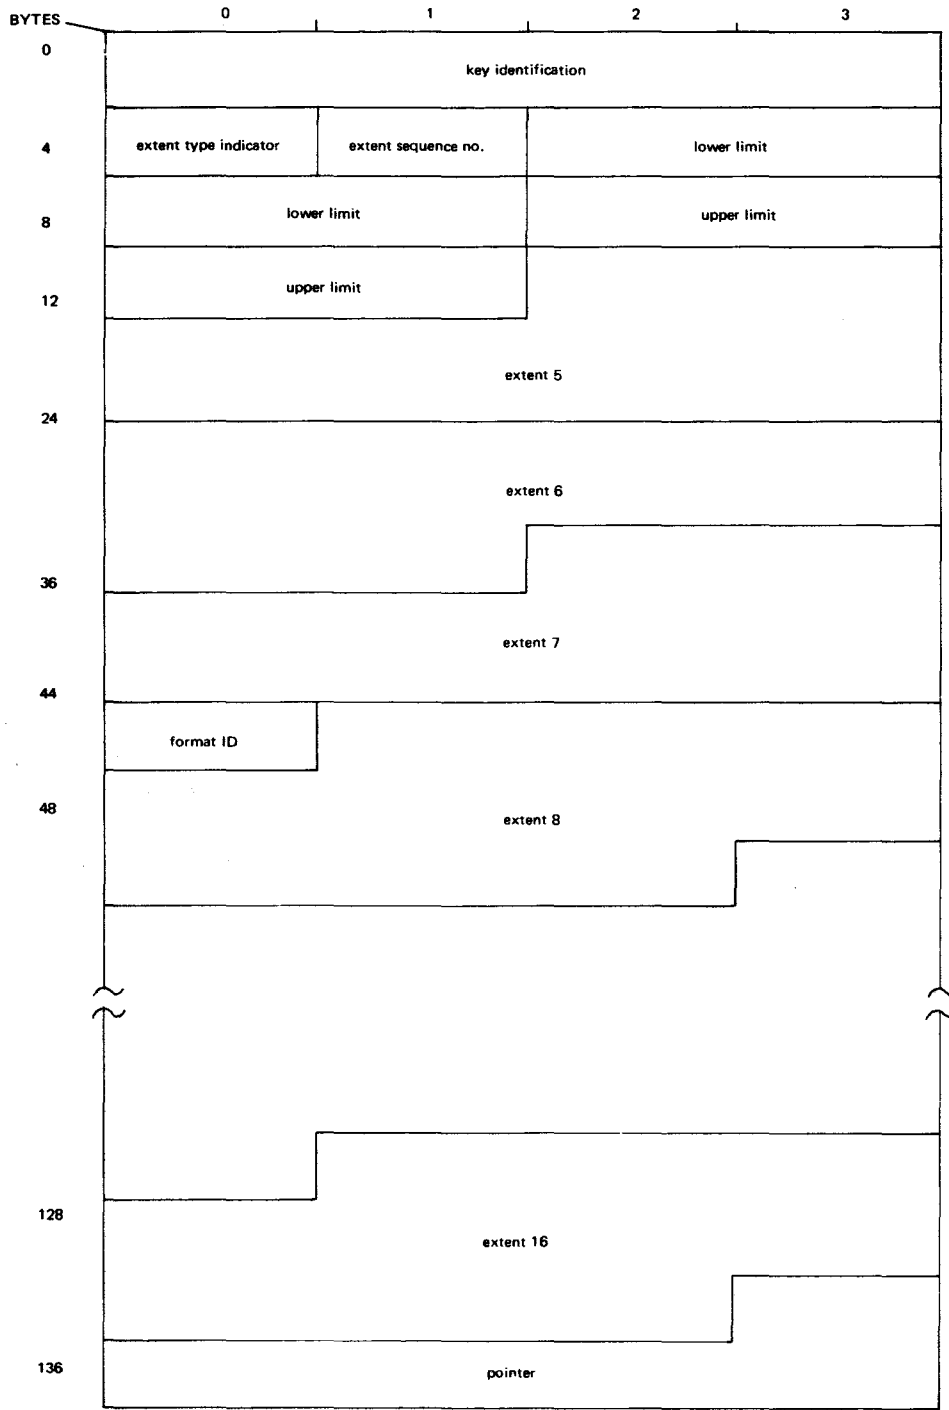 BYTES 0 1 2 3
0
key identification
4 extent type indicator extent sequence no. lower limit
8 lower limit upper limit
12 upper limit
extent 5
24
extent 6
36
extent 7
44
format ID
48 extent 8
128
extent 16
136 pointer